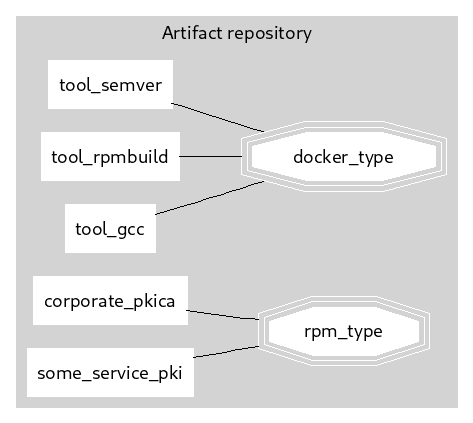 Artifact repository
tool_semver
tool_rpmbuild
docker_type
tool_gcc
corporate_pkica
rpm_type
some_service_pki